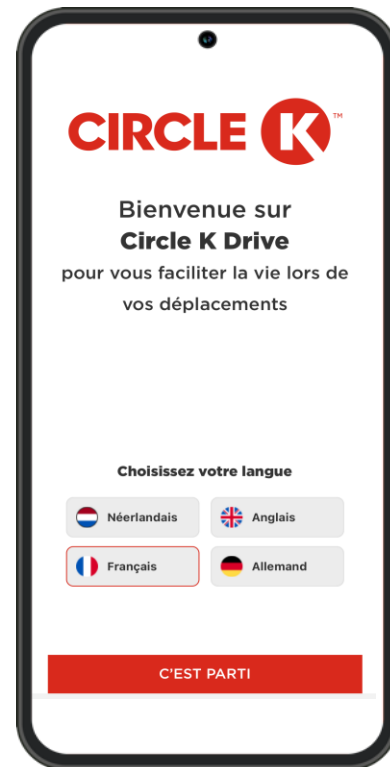 CIRCLE K™
Bienvenue sur
Circle K Drive
pour vous faciliter la vie lors de
vos déplacements
Choisissez votre langue
Néerlandais
Anglais
Français
Allemand
C'EST PARTI